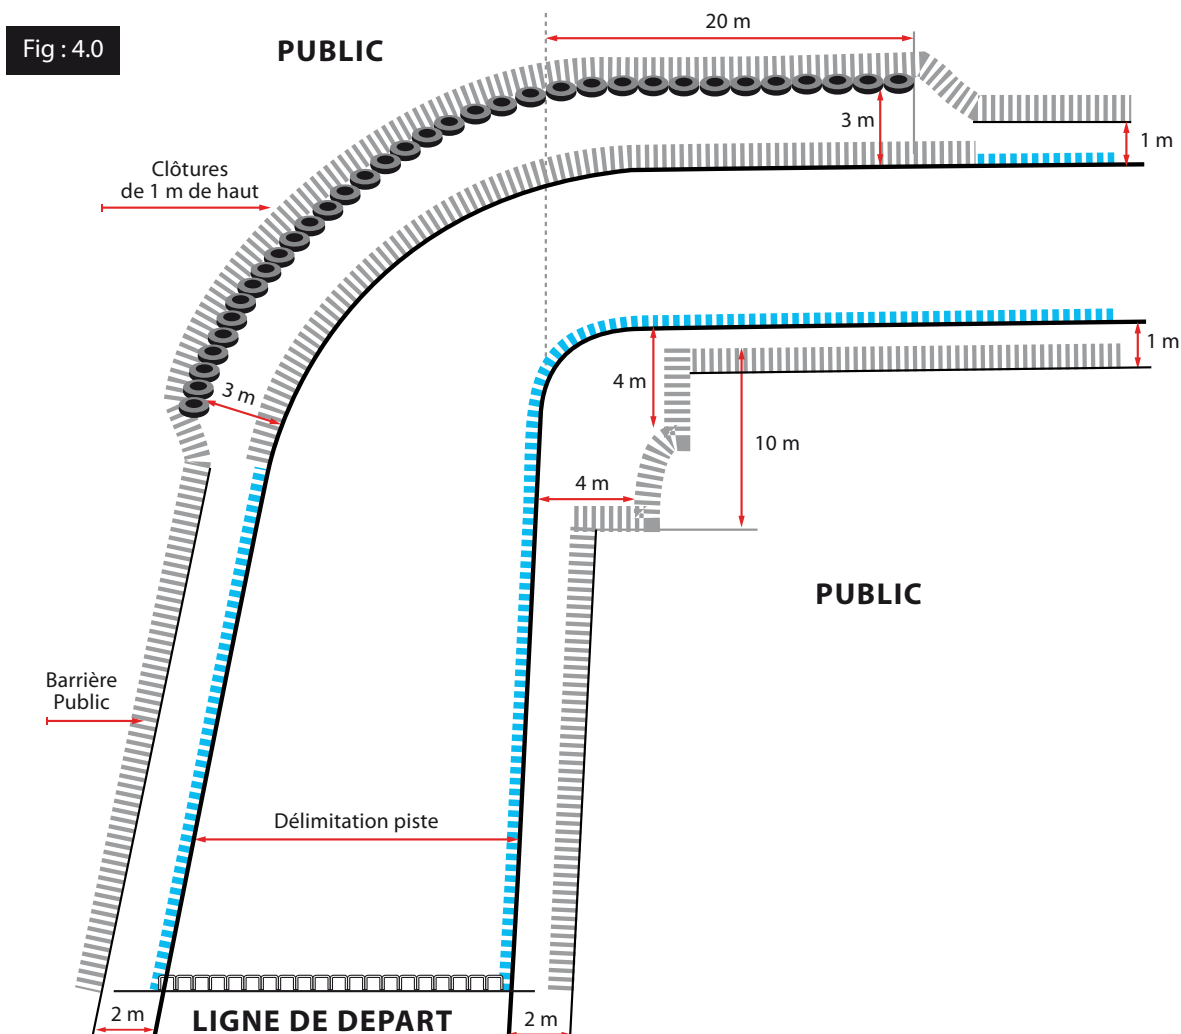 Fig : 4.0
PUBLIC
20 m
3 m
1 m
Clôtures
de 1 m de haut
3 m
4 m
1 m
10 m
4 m
PUBLIC
Barrière
Public
Délimitation piste
2 m
LIGNE DE DEPART
2 m